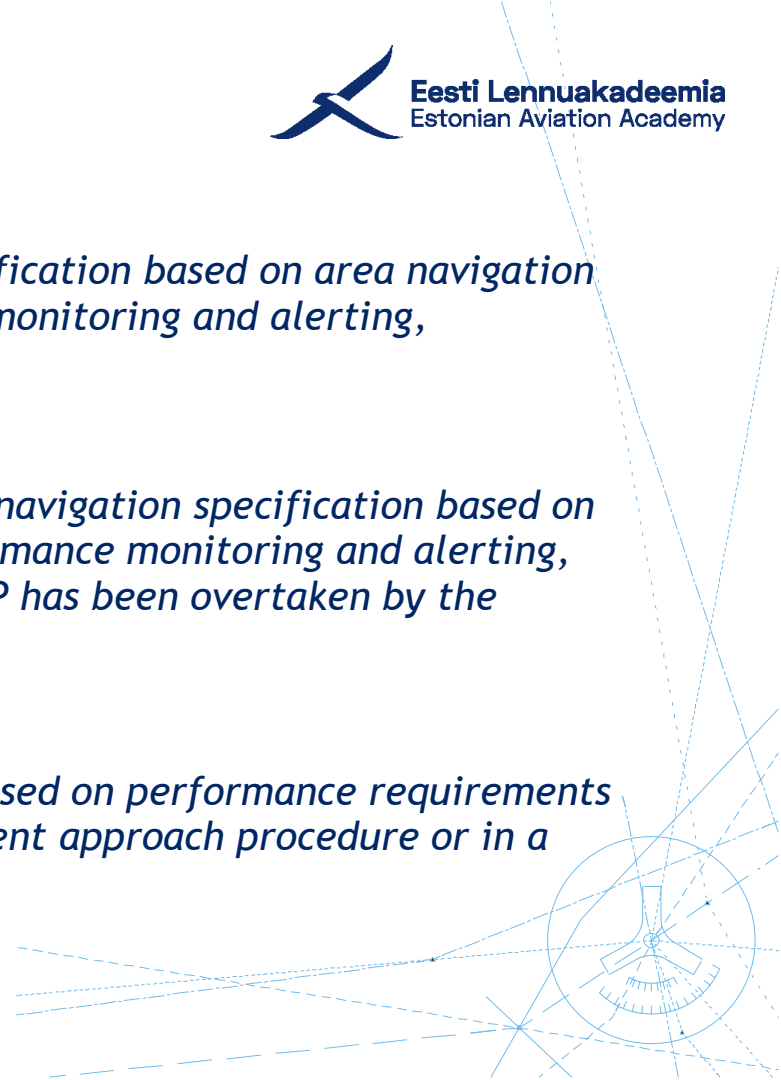 Eesti Lennuakadeemia
Estonian Aviation Academy
fication based on area navigation
monitoring and alerting,
navigation specification based on
mance monitoring and alerting,
P has been overtaken by the
sed on performance requirements
ent approach procedure or in a